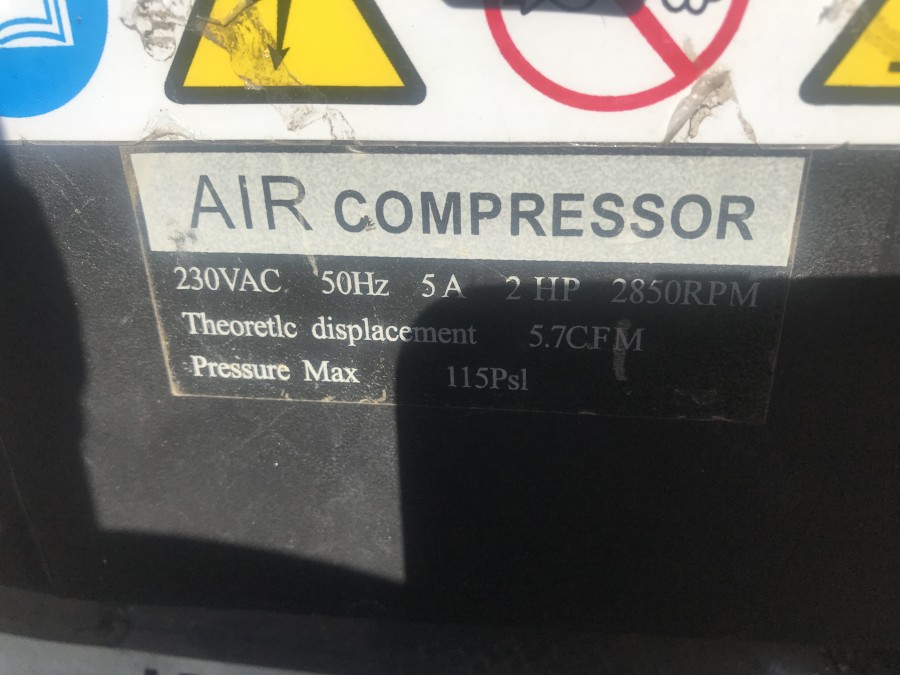 AIR COMPRESSOR
230VAC 50Hz 5A 2 HP 2850RPM
Theoretlc displacement 5.7CFM
Pressure Max 115Psl